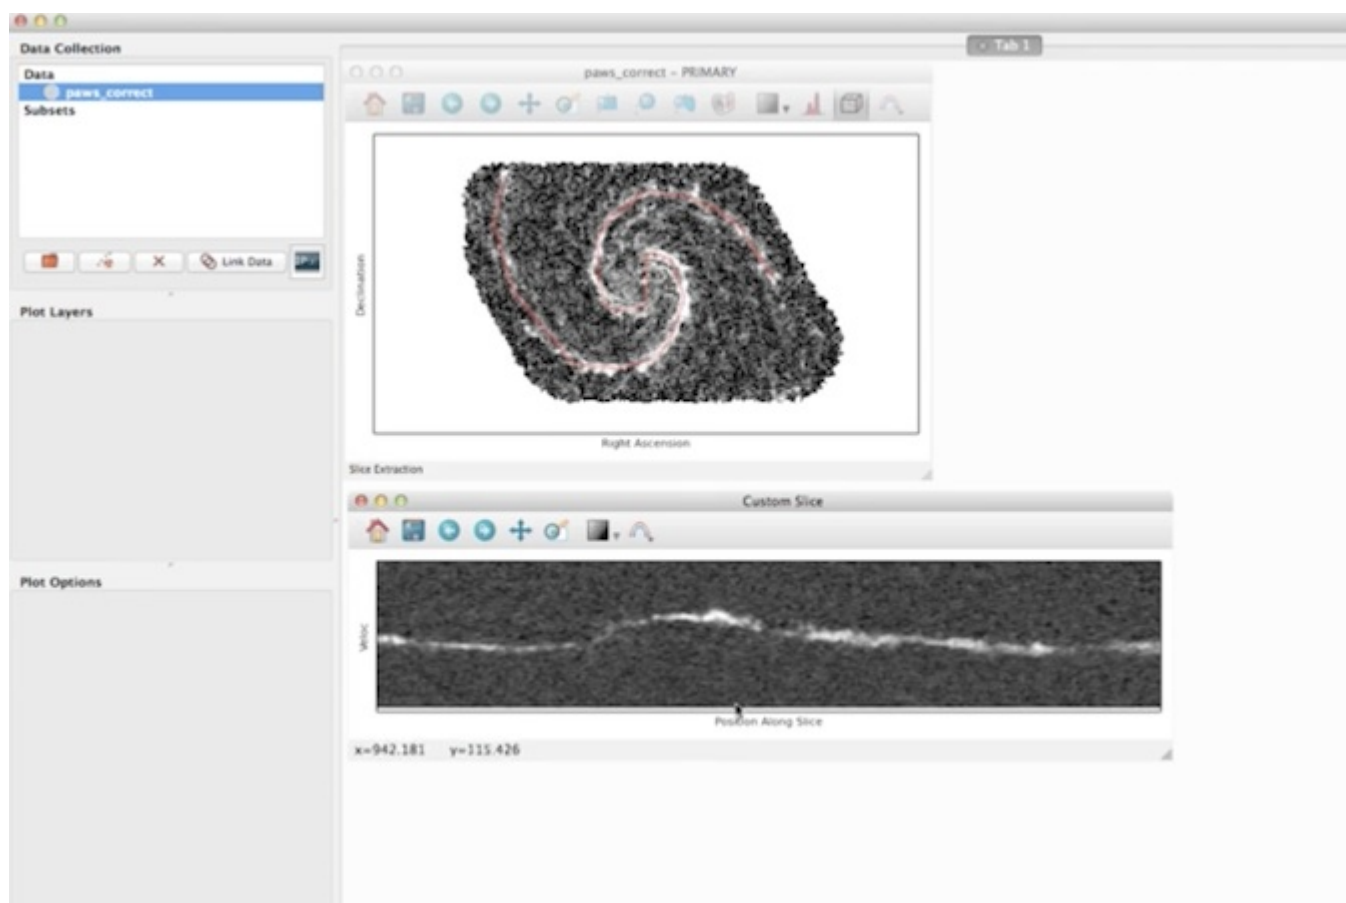 Data Collection
Data
paws_correct
Subsets
Link Data
Plot Layers
Plot Options
Tab 1
paws_correct - PRIMARY
Declination
Right Ascension
Slice Extraction
Custom Slice
Veloc
Position Along Slice
x=942.181 y=115.426